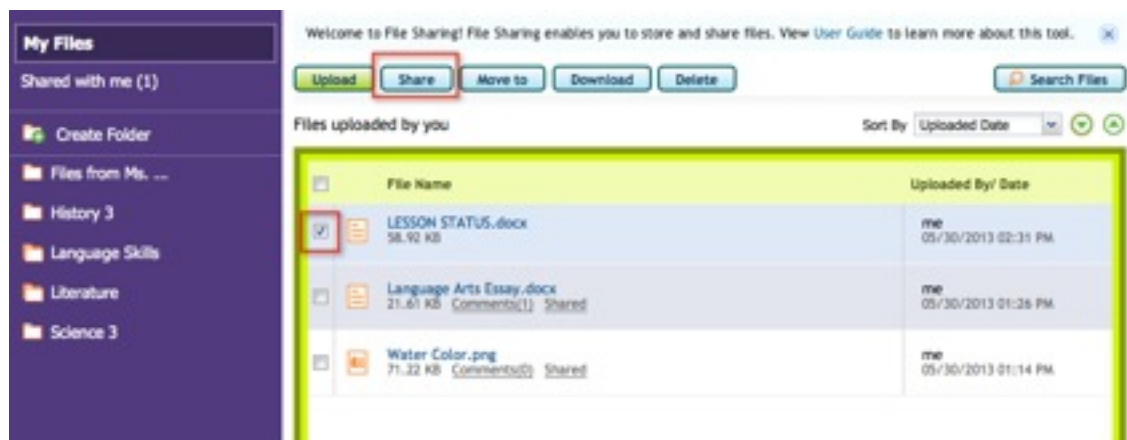 My Files
Shared with me (1)
Create Folder
Files from Ms. ...
History 3
Language Skills
Literature
Science 3
Welcome to File Sharing! File Sharing enables you to store and share files. View User Guide to learn more about this tool.
Upload Share Move to Download Delete Search Files
Files uploaded by you Sort By Uploaded Date
File Name Uploaded By/ Date
LESSON STATUS.docx me
58.92 KB 05/30/2013 02:31 PM
Language Arts Essay.docx me
21.61 KB Comments(1) Shared 05/30/2013 01:26 PM
Water Color.png me
71.22 KB Comments(0) Shared 05/30/2013 01:14 PM